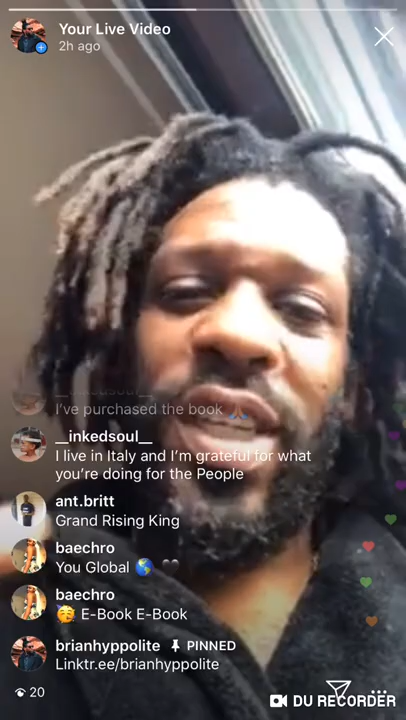 Your Live Video
2h ago
__inkedsoul__
I've purchased the book 🙏
__inkedsoul__
I live in Italy and I'm grateful for what
you're doing for the People
ant.britt
Grand Rising King
baechro
You Global 🌎 🖤
baechro
🥳 E-Book E-Book
brianhyppolite 📌 PINNED
Linktr.ee/brianhyppolite
20
DU RECORDER